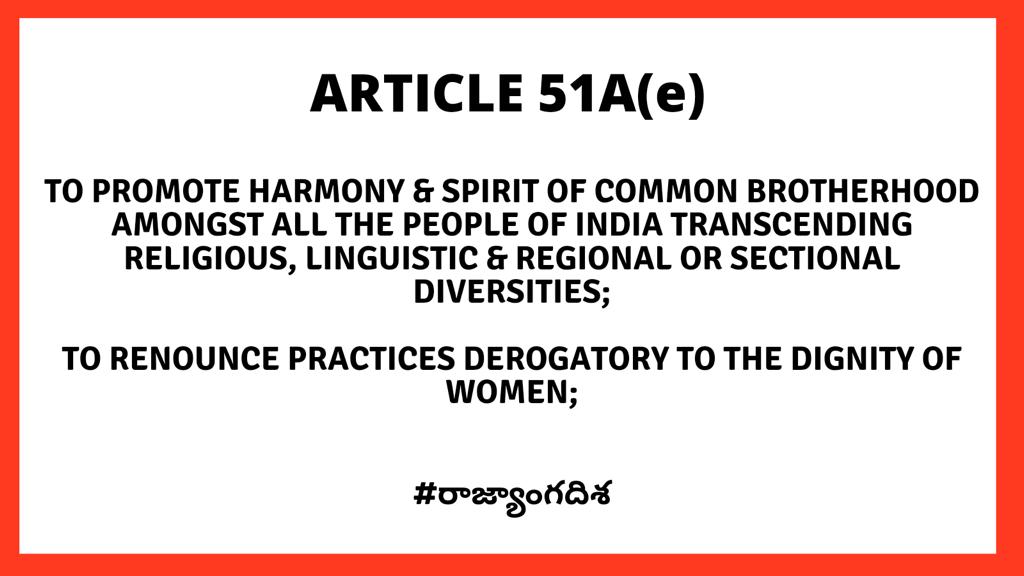 ARTICLE 51A(e)
TO PROMOTE HARMONY & SPIRIT OF COMMON BROTHERHOOD
AMONGST ALL THE PEOPLE OF INDIA TRANSCENDING
RELIGIOUS, LINGUISTIC & REGIONAL OR SECTIONAL
DIVERSITIES;
TO RENOUNCE PRACTICES DEROGATORY TO THE DIGNITY OF
WOMEN;
#రాజ్యాంగదిశ